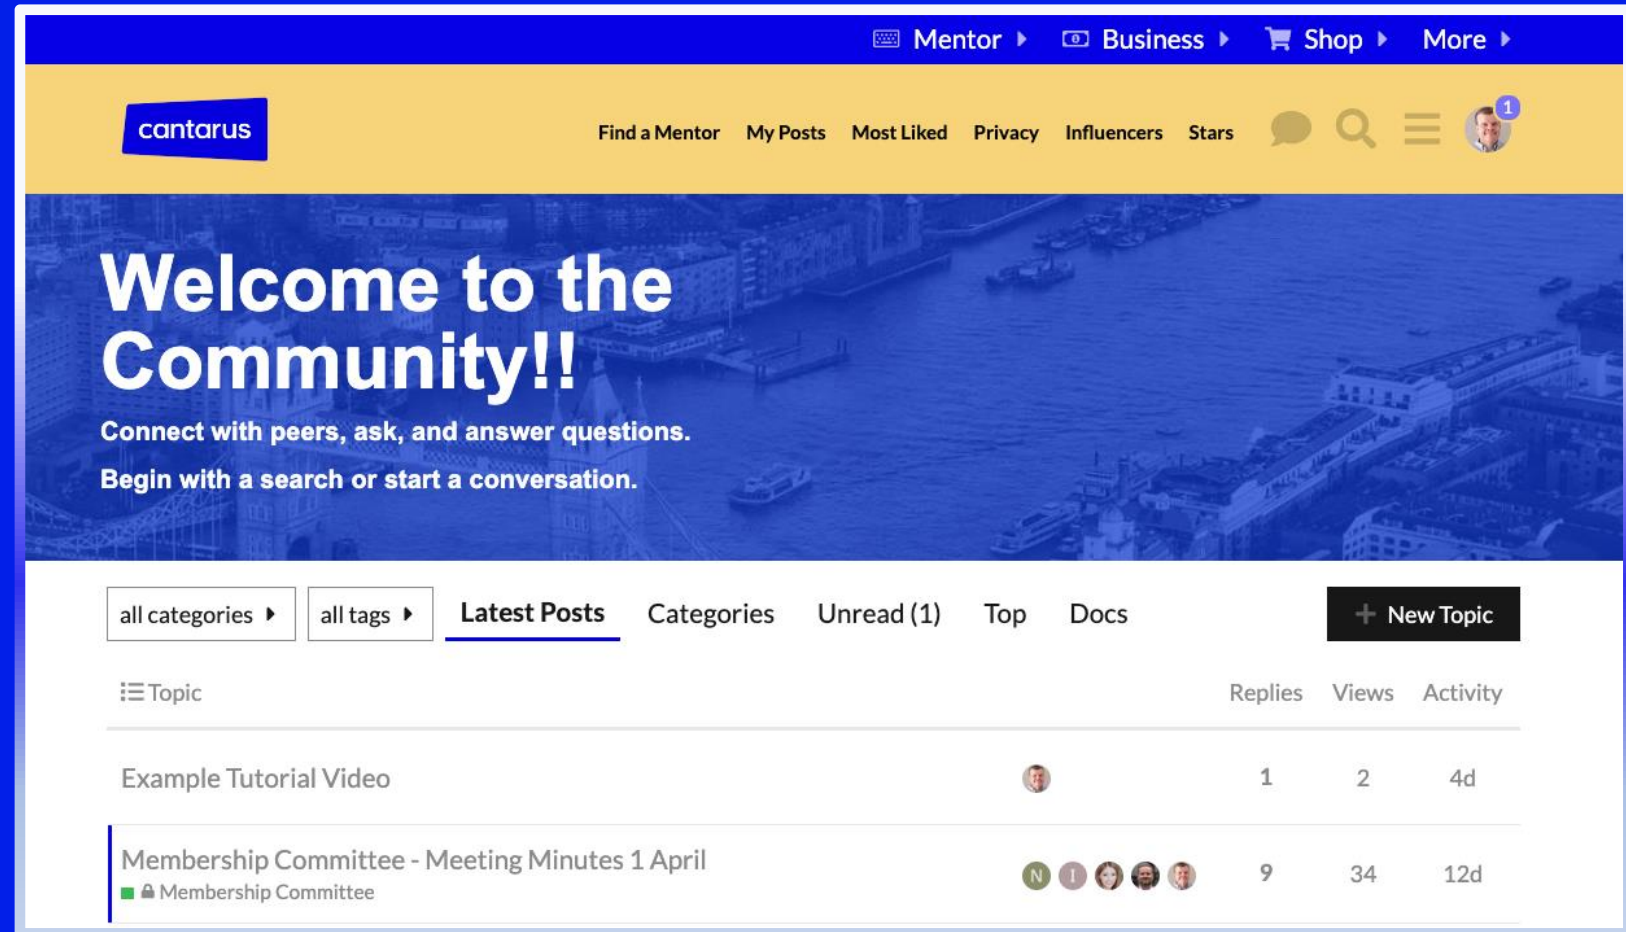 Mentor Business Shop More
cantarus
Find a Mentor My Posts Most Liked Privacy Influencers Stars
1
Welcome to the
Community!!
Connect with peers, ask, and answer questions.
Begin with a search or start a conversation.
all categories all tags Latest Posts Categories Unread (1) Top Docs + New Topic
Topic Replies Views Activity
Example Tutorial Video 1 2 4d
Membership Committee - Meeting Minutes 1 April N I 9 34 12d
Membership Committee